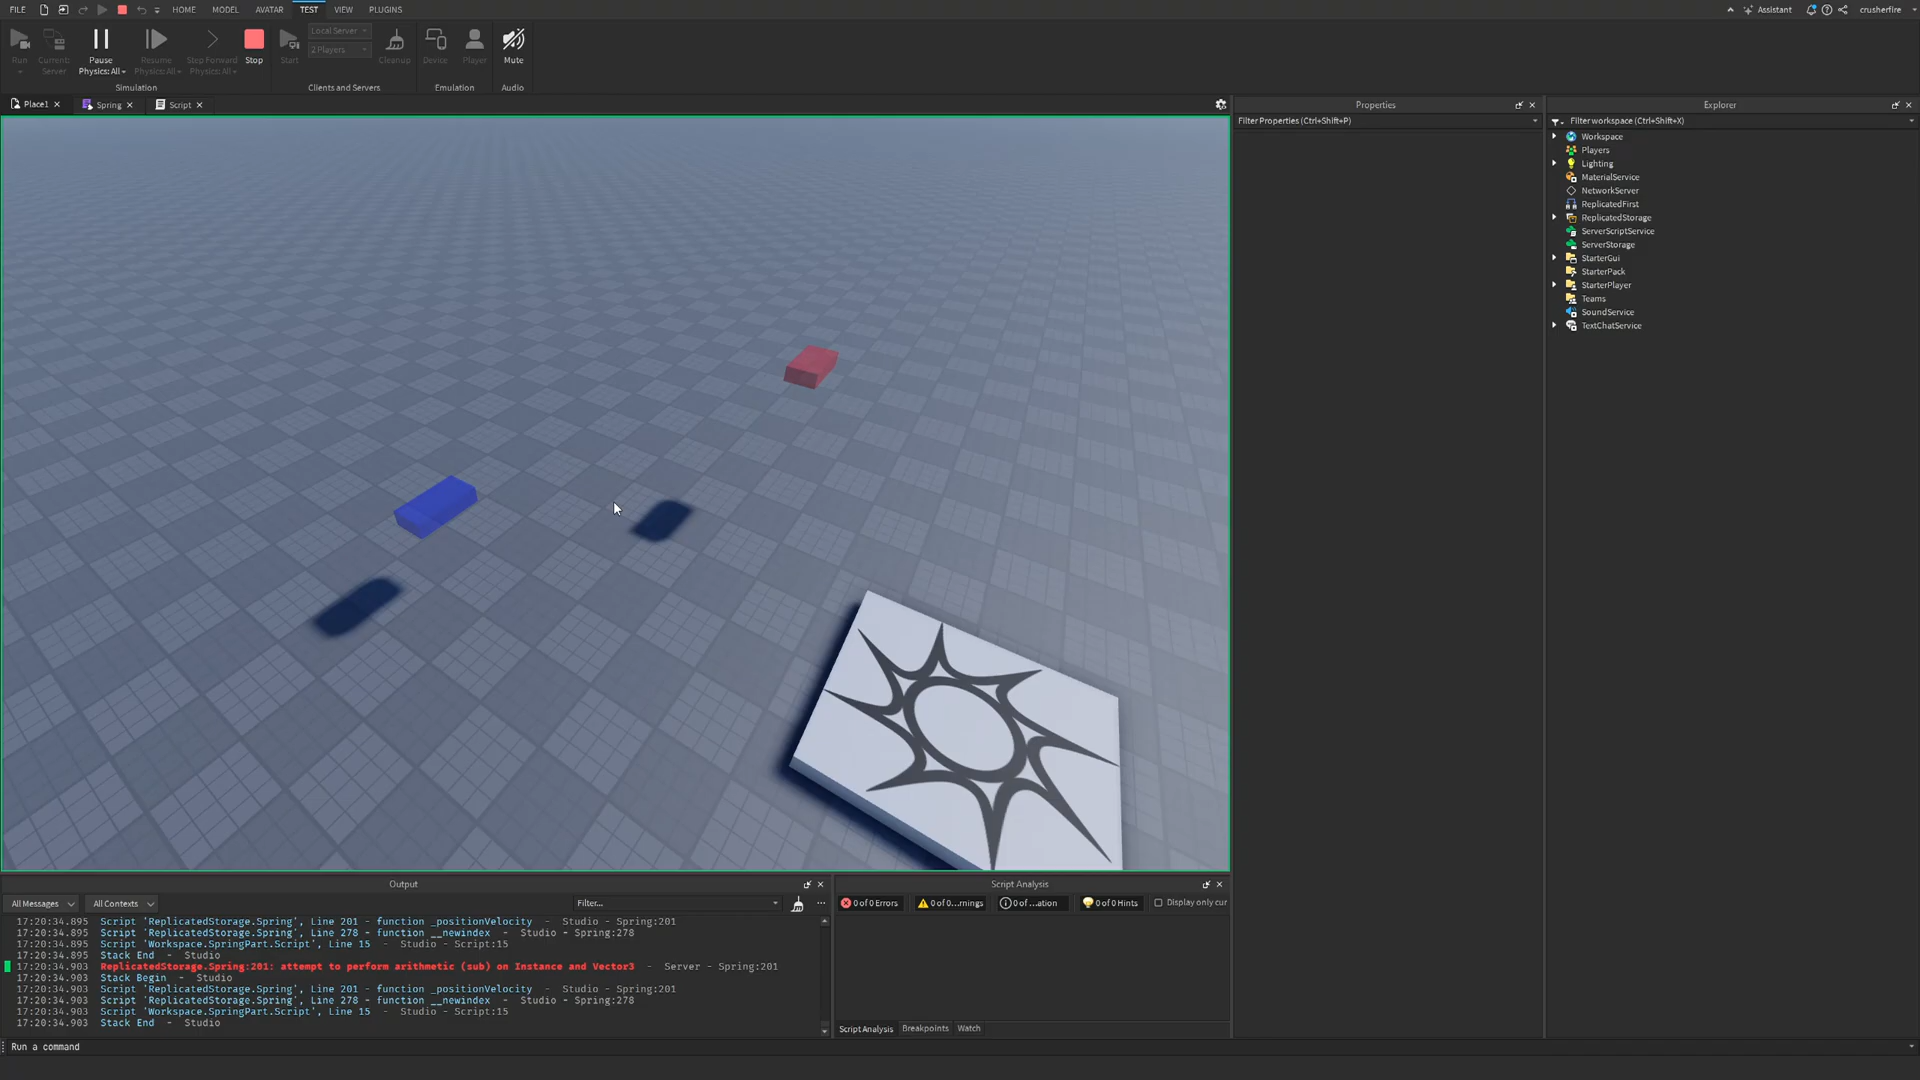 FILE HOME MODEL AVATAR TEST VIEW PLUGINS Assistant crusherfire
Run
Current: Server
Pause Physics: All
Resume Physics: All
Step Forward Physics: All
Stop
Start
Local Server
2 Players
Cleanup
Device
Player
Mute
Simulation Clients and Servers Emulation Audio
Place1 Spring Script
Properties
Filter Properties (Ctrl+Shift+P)
Explorer
Filter workspace (Ctrl+Shift+X)
Workspace
Players
Lighting
MaterialService
NetworkServer
ReplicatedFirst
ReplicatedStorage
ServerScriptService
ServerStorage
StarterGui
StarterPack
StarterPlayer
Teams
SoundService
TextChatService
Output
All Messages All Contexts Filter...
17:20:34.895 Script 'ReplicatedStorage.Spring', Line 201 - function _positionVelocity - Studio - Spring:201
17:20:34.895 Script 'ReplicatedStorage.Spring', Line 278 - function __newindex - Studio - Spring:278
17:20:34.895 Script 'Workspace.SpringPart.Script', Line 15 - Studio - Script:15
17:20:34.895 Stack End - Studio
17:20:34.903 ReplicatedStorage.Spring:201: attempt to perform arithmetic (sub) on Instance and Vector3 - Server - Spring:201
17:20:34.903 Stack Begin - Studio
17:20:34.903 Script 'ReplicatedStorage.Spring', Line 201 - function _positionVelocity - Studio - Spring:201
17:20:34.903 Script 'ReplicatedStorage.Spring', Line 278 - function __newindex - Studio - Spring:278
17:20:34.903 Script 'Workspace.SpringPart.Script', Line 15 - Studio - Script:15
17:20:34.903 Stack End - Studio
Script Analysis
0 of 0 Errors 0 of 0...rnings 0 of ...ation 0 of 0 Hints Display only cur
Script Analysis Breakpoints Watch
Run a command